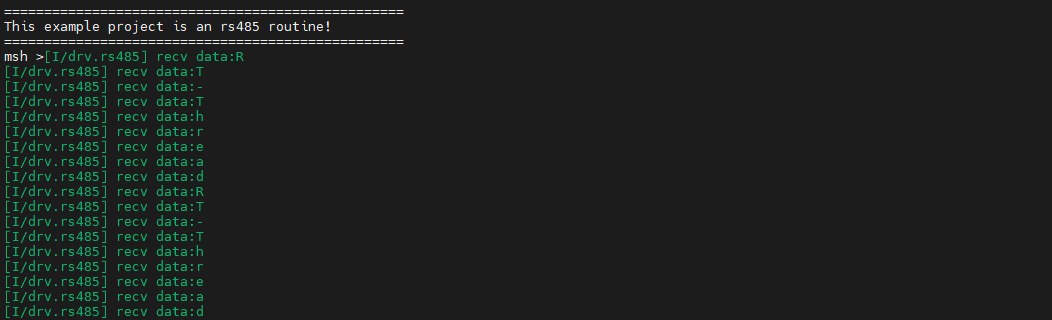 ==================================================
This example project is an rs485 routine!
==================================================
msh >[I/drv.rs485] recv data:R
[I/drv.rs485] recv data:T
[I/drv.rs485] recv data:-
[I/drv.rs485] recv data:T
[I/drv.rs485] recv data:h
[I/drv.rs485] recv data:r
[I/drv.rs485] recv data:e
[I/drv.rs485] recv data:a
[I/drv.rs485] recv data:d
[I/drv.rs485] recv data:R
[I/drv.rs485] recv data:T
[I/drv.rs485] recv data:-
[I/drv.rs485] recv data:T
[I/drv.rs485] recv data:h
[I/drv.rs485] recv data:r
[I/drv.rs485] recv data:e
[I/drv.rs485] recv data:a
[I/drv.rs485] recv data:d